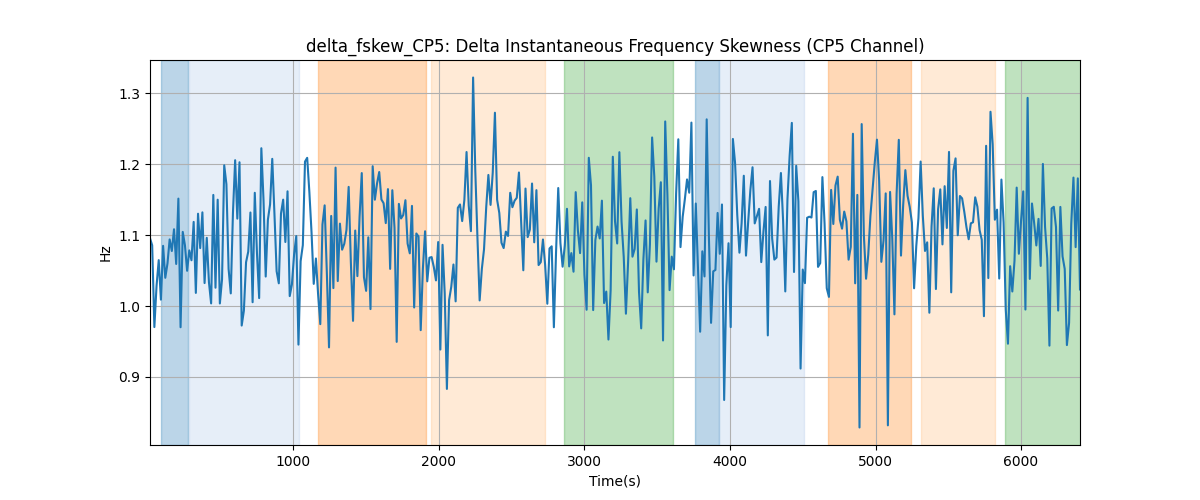 delta_fskew_CP5: Delta Instantaneous Frequency Skewness (CP5 Channel)
1.3
1.2
1.1
1.0
0.9
Hz
1000 2000 3000 4000 5000 6000
Time(s)